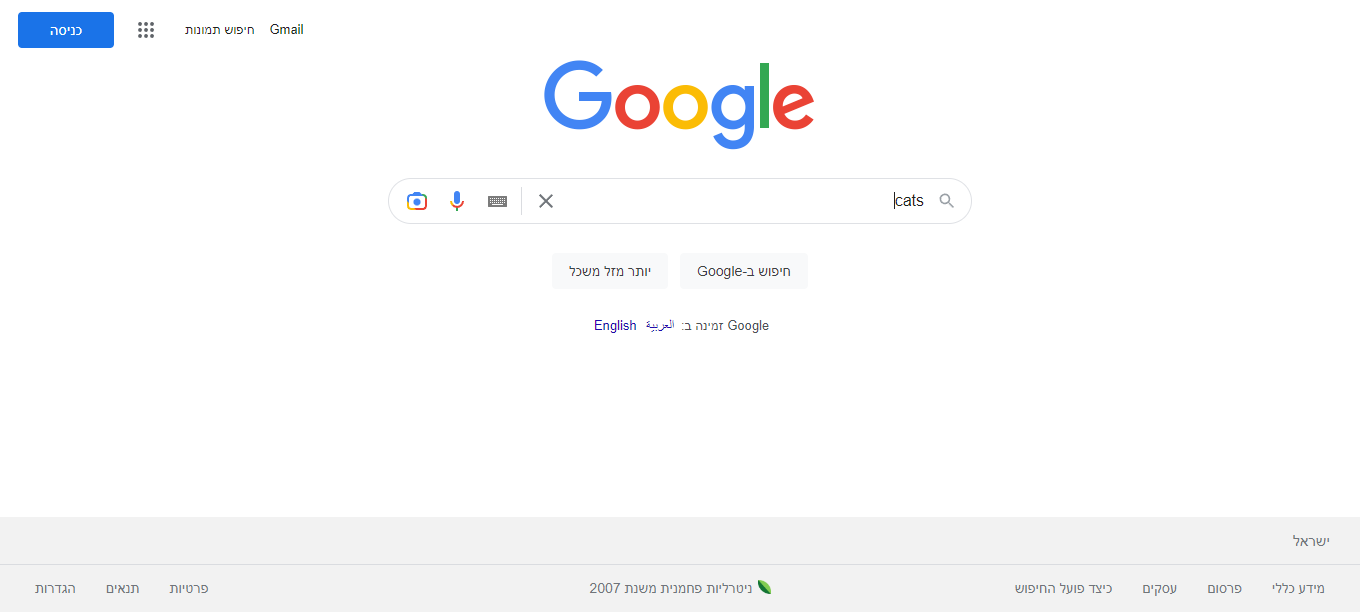 Gmail חיפוש תמונות כניסה
Google
cats
חיפוש ב-Google יותר מזל משכל
Google זמינה ב: العربية English
ישראל
מידע כללי פרסום עסקים כיצד פועל החיפוש ניטרליות פחמנית משנת 2007 פרטיות תנאים הגדרות